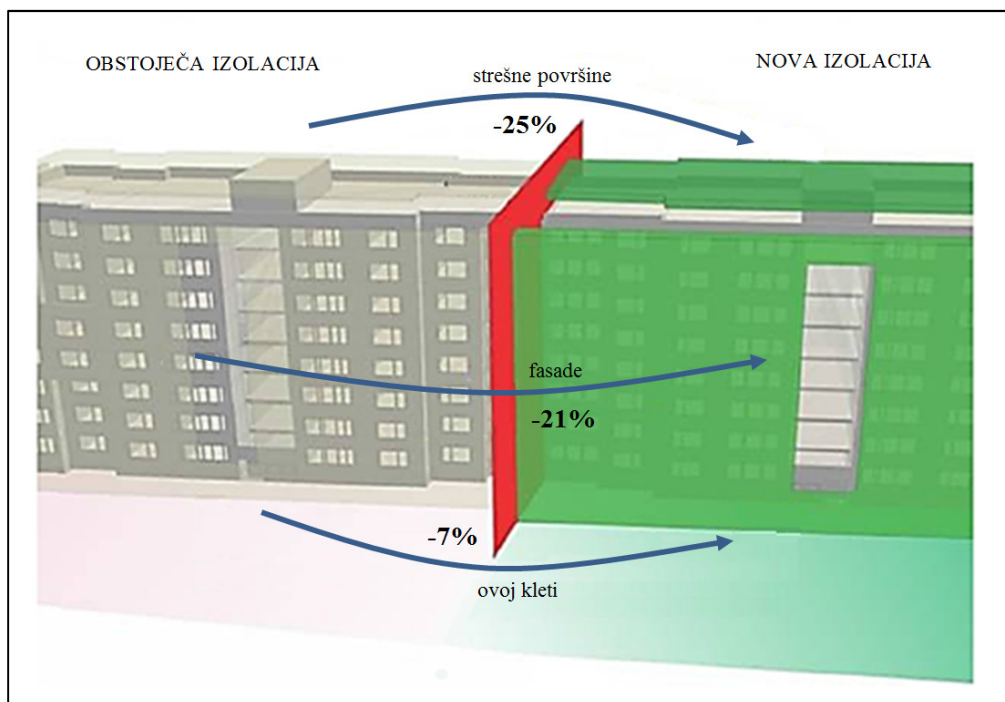 OBSTOJEČA IZOLACIJA
NOVA IZOLACIJA
strešne površine
-25%
fasade
-21%
-7%
ovoj kleti